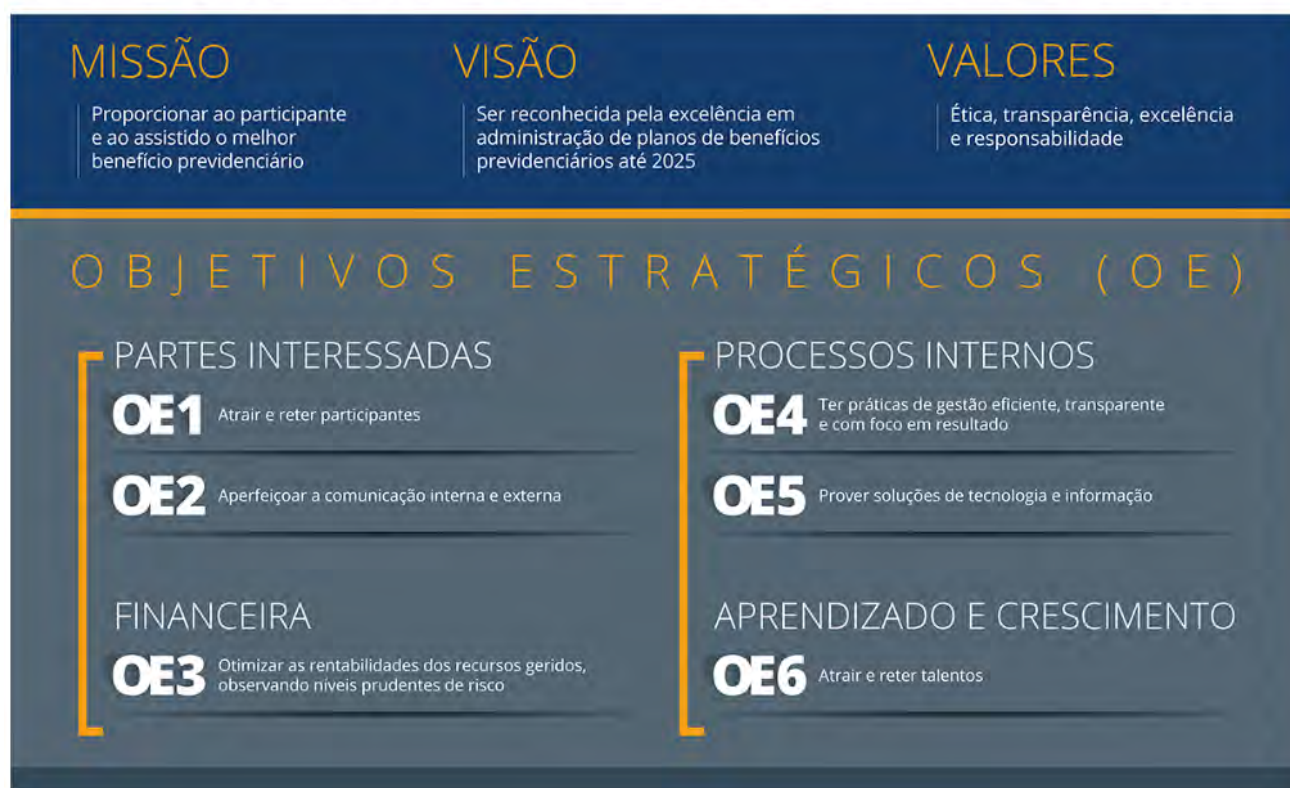 MISSÃO
Proporcionar ao participante
e ao assistido o melhor
benefício previdenciário
VISÃO
Ser reconhecida pela excelência em
administração de planos de benefícios
previdenciários até 2025
VALORES
Ética, transparência, excelência
e responsabilidade
OBJETIVOS ESTRATÉGICOS (OE)
PARTES INTERESSADAS
OE1 Atrair e reter participantes
OE2 Aperfeiçoar a comunicação interna e externa
FINANCEIRA
OE3 Otimizar as rentabilidades dos recursos geridos,
observando níveis prudentes de risco
PROCESSOS INTERNOS
OE4 Ter práticas de gestão eficiente, transparente
e com foco em resultado
OE5 Prover soluções de tecnologia e informação
APRENDIZADO E CRESCIMENTO
OE6 Atrair e reter talentos